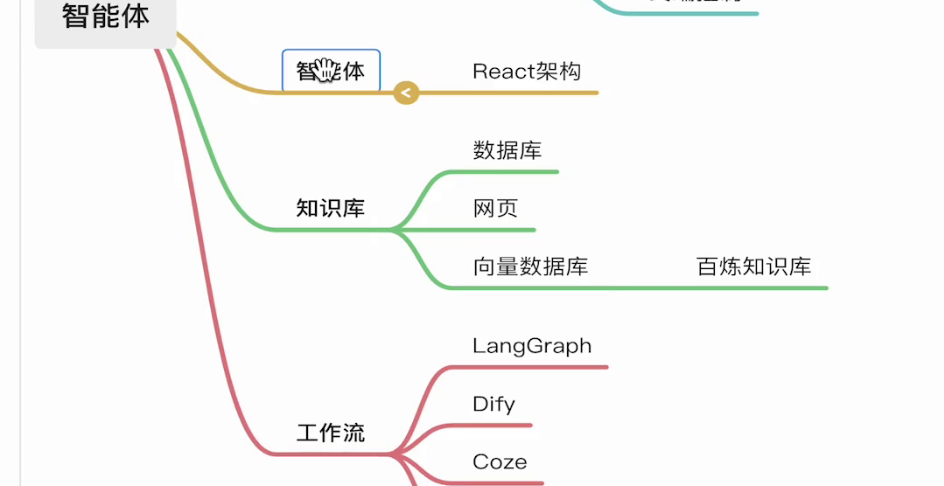 智能体
智能体
React架构
数据库
知识库
网页
向量数据库
百炼知识库
LangGraph
Dify
工作流
Coze